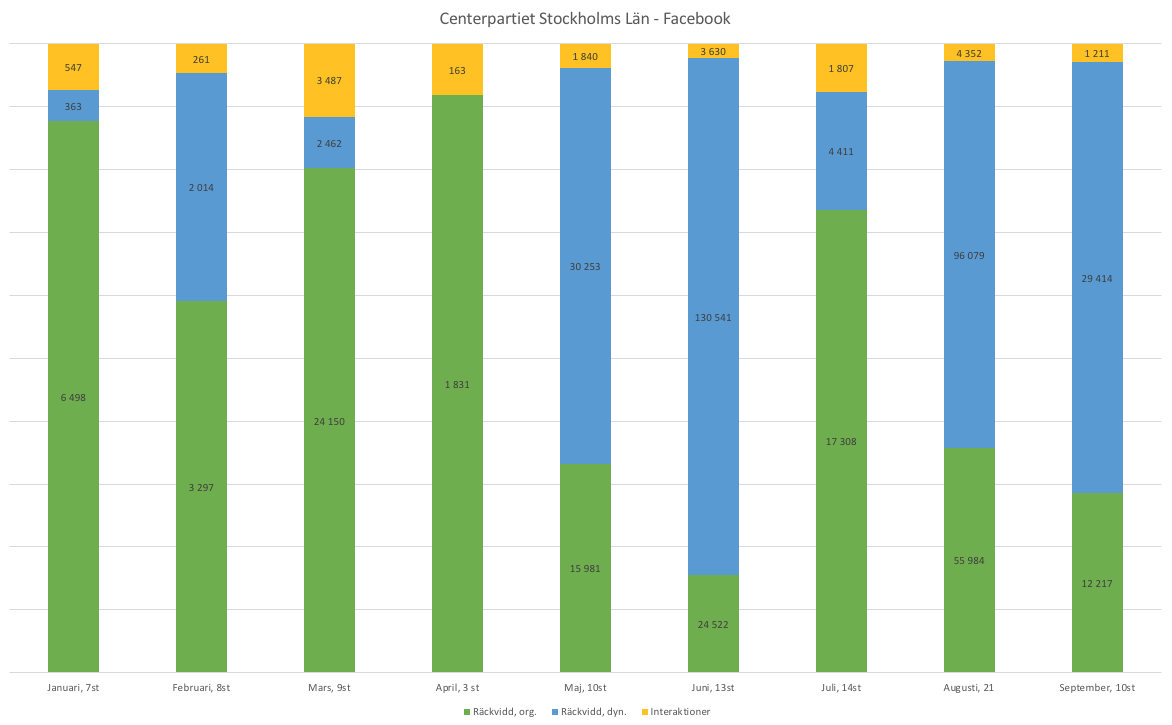 Centerpartiet Stockholms Län - Facebook
547
261
3 487
163
1 840
3 630
1 807
4 352
1 211
363
2 014
2 462
30 253
130 541
4 411
96 079
29 414
6 498
3 297
24 150
1 831
15 981
24 522
17 308
55 984
12 217
Januari, 7st
Februari, 8st
Mars, 9st
April, 3 st
Maj, 10st
Juni, 13st
Juli, 14st
Augusti, 21
September, 10st
Räckvidd, org.
Räckvidd, dyn.
Interaktioner